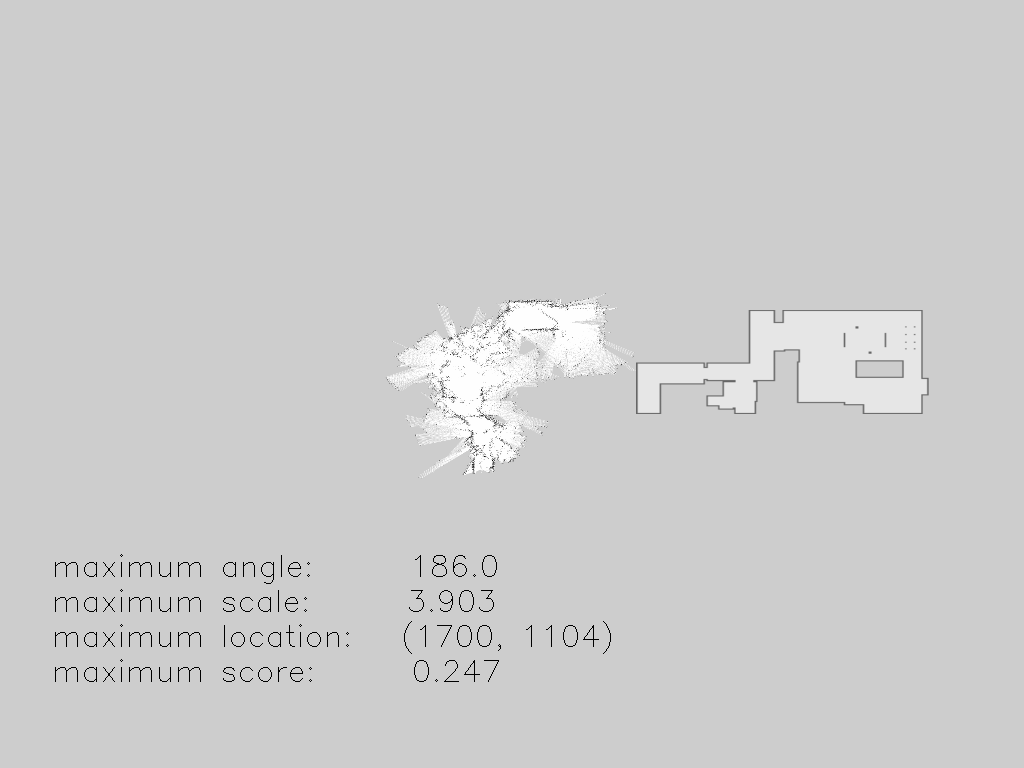 maximum angle: 186.0
maximum scale: 3.903
maximum location: (1700, 1104)
maximum score: 0.247